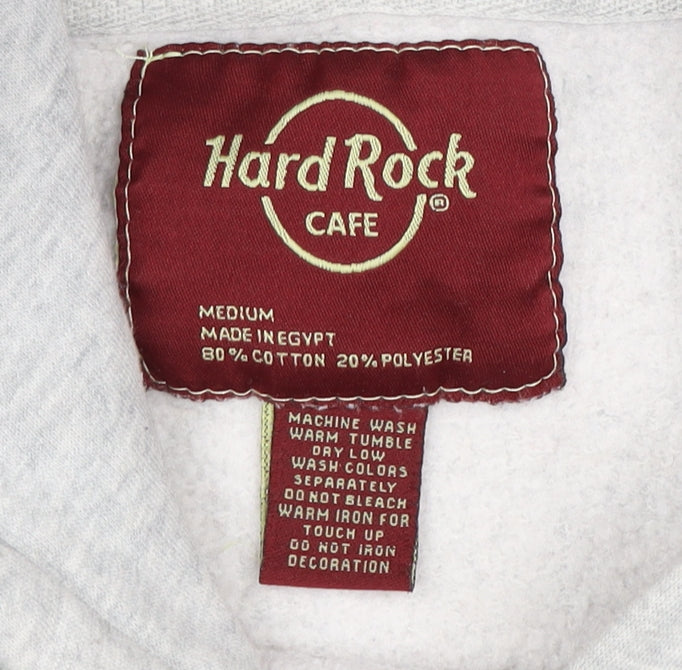 Hard Rock
CAFE
®
MEDIUM
MADE IN EGYPT
80% COTTON 20% POLYESTER
MACHINE WASH
WARM TUMBLE
DRY LOW
WASH COLORS
SEPARATELY
DO NOT BLEACH
WARM IRON FOR
TOUCH UP
DO NOT IRON
DECORATION